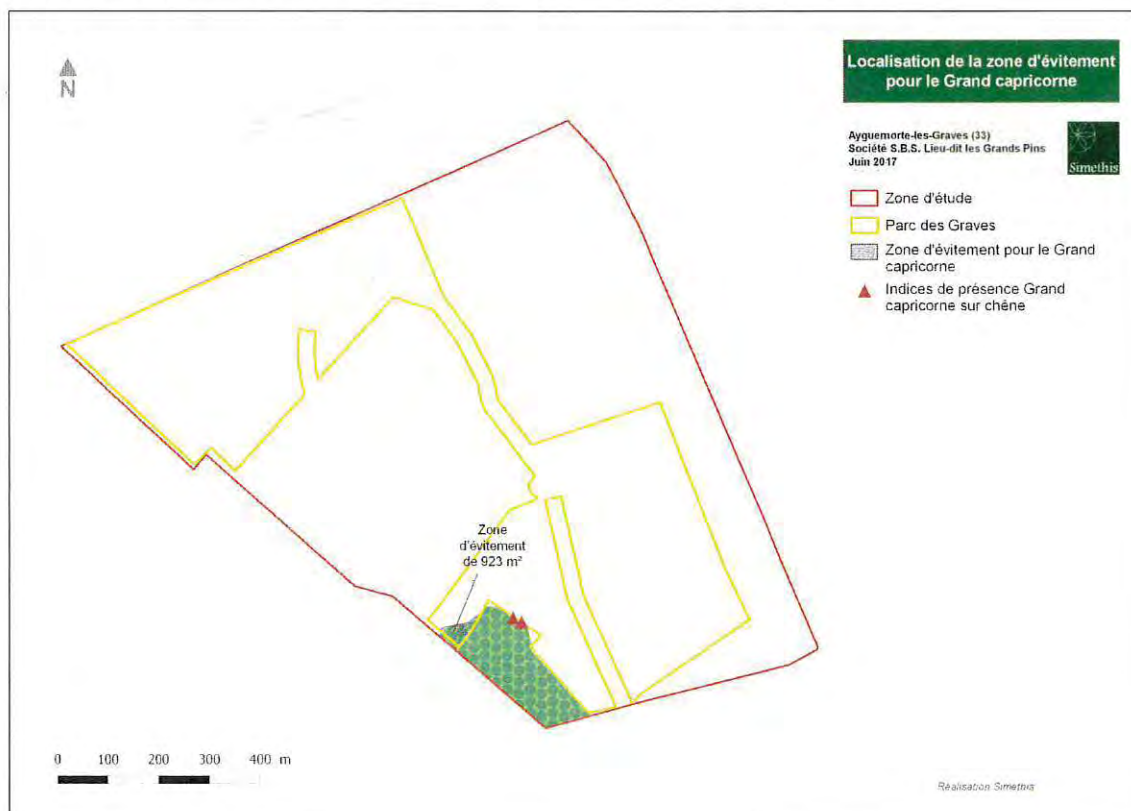 N
Localisation de la zone d'évitement
pour le Grand capricorne
Ayguemorte-les-Graves (33)
Société S.B.S. Lieu-dit les Grands Pins
Juin 2017
Simethis
Zone d'étude
Parc des Graves
Zone d'évitement pour le Grand
capricorne
Indices de présence Grand
capricorne sur chêne
Zone
d'évitement
de 923 m²
0 100 200 300 400 m
Réalisation Simethis